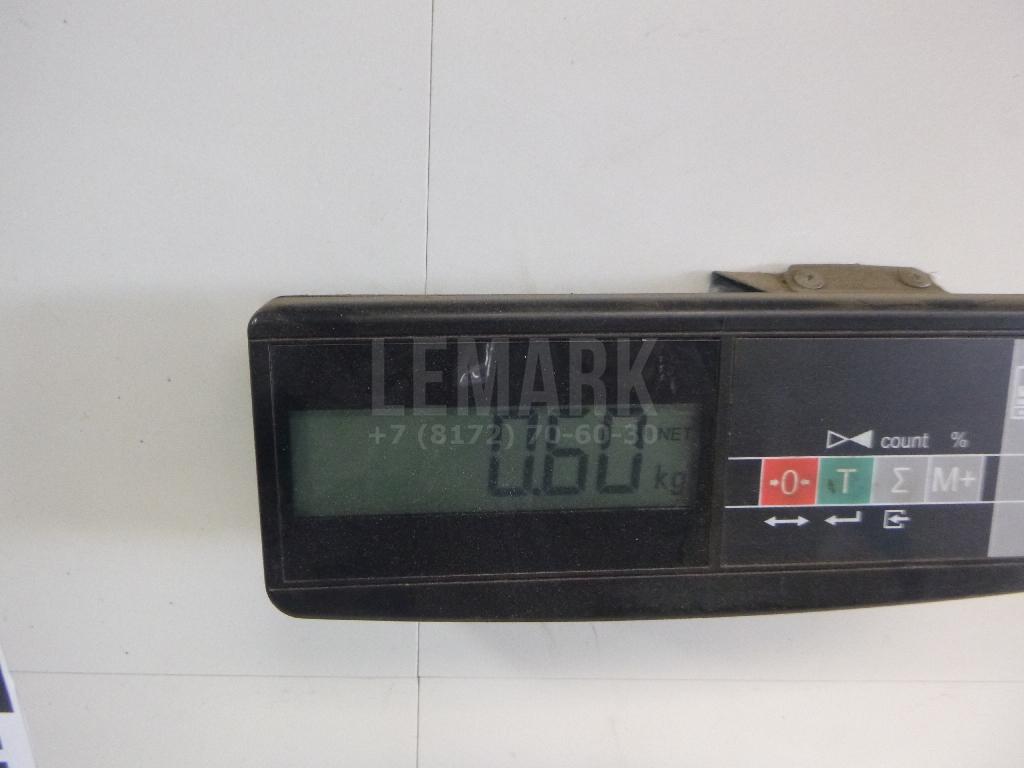 LEMARK
+7 (8172) 70-60-30
0.60 NET kg
count %
→0← T Σ M+